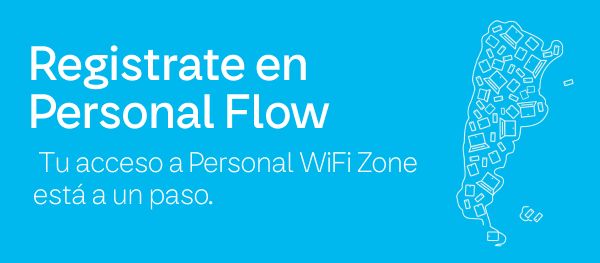 Registrate en
Personal Flow
Tu acceso a Personal WiFi Zone
está a un paso.